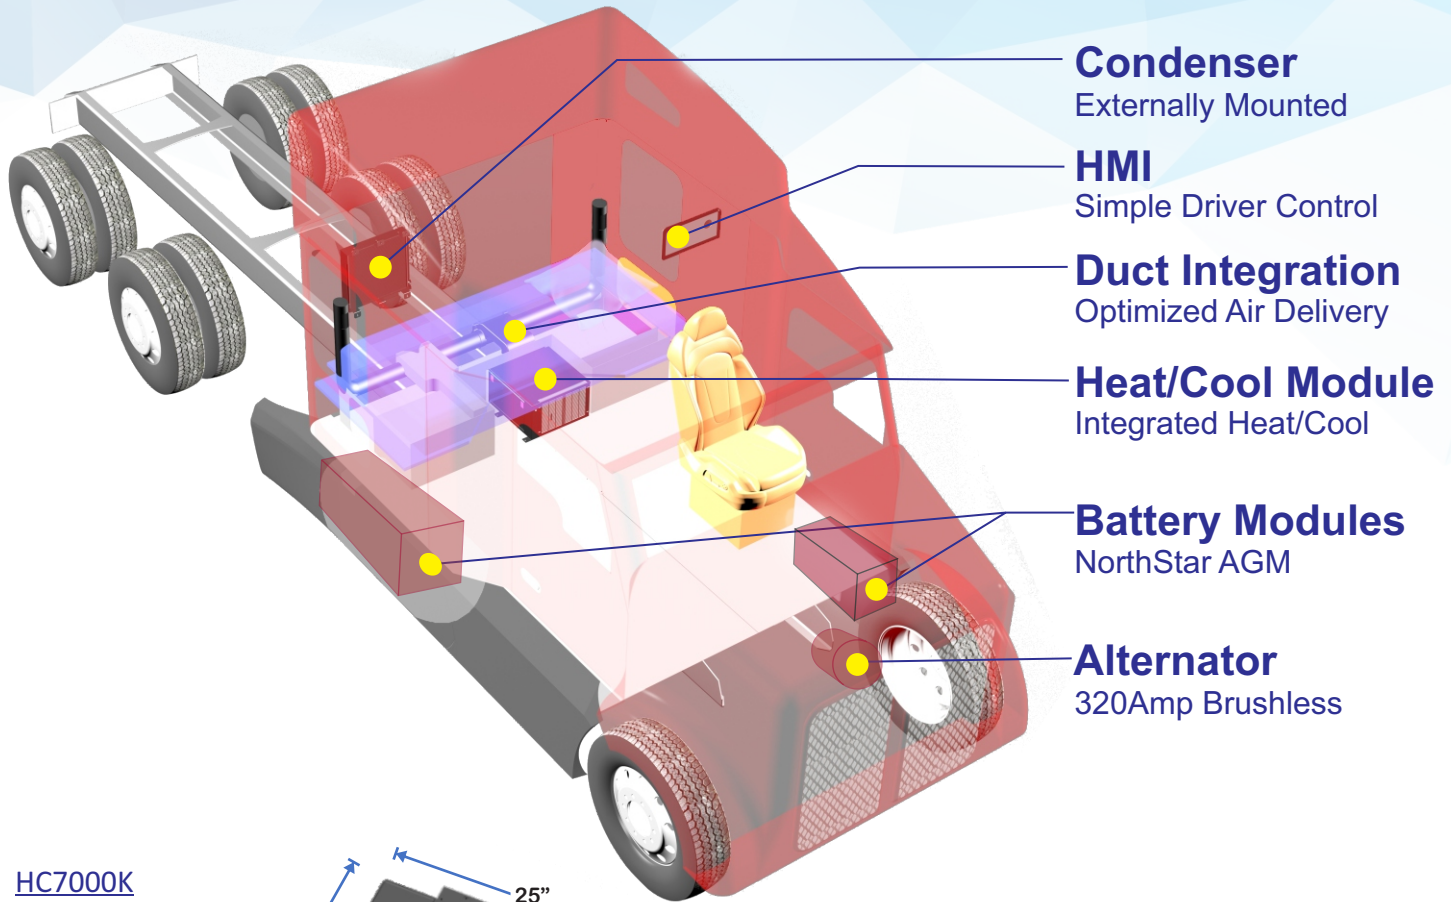 Condenser
Externally Mounted
HMI
Simple Driver Control
Duct Integration
Optimized Air Delivery
Heat/Cool Module
Integrated Heat/Cool
Battery Modules
NorthStar AGM
Alternator
320Amp Brushless
HC7000K
25”